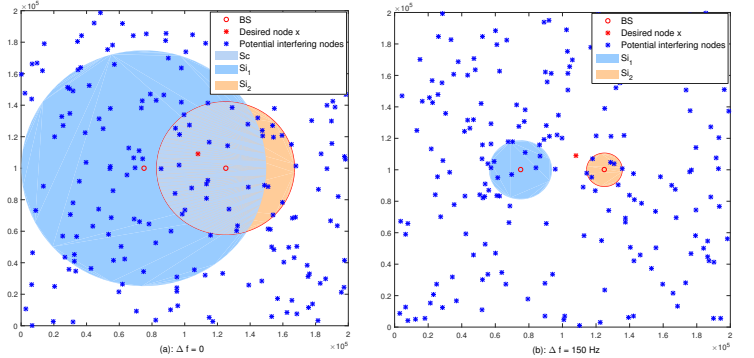 ×10⁵
2
1.8
1.6
1.4
1.2
1
0.8
0.6
0.4
0.2
0
0 0.2 0.4 0.6 0.8 1 1.2 1.4 1.6 1.8 2
×10⁵
BS
Desired node x
Potential interfering nodes
Sc
Si₁
Si₂
(a): Δ f = 0
×10⁵
2
1.8
1.6
1.4
1.2
1
0.8
0.6
0.4
0.2
0
0 0.2 0.4 0.6 0.8 1 1.2 1.4 1.6 1.8 2
×10⁵
BS
Desired node x
Potential interfering nodes
Si₁
Si₂
(b): Δ f = 150 Hz